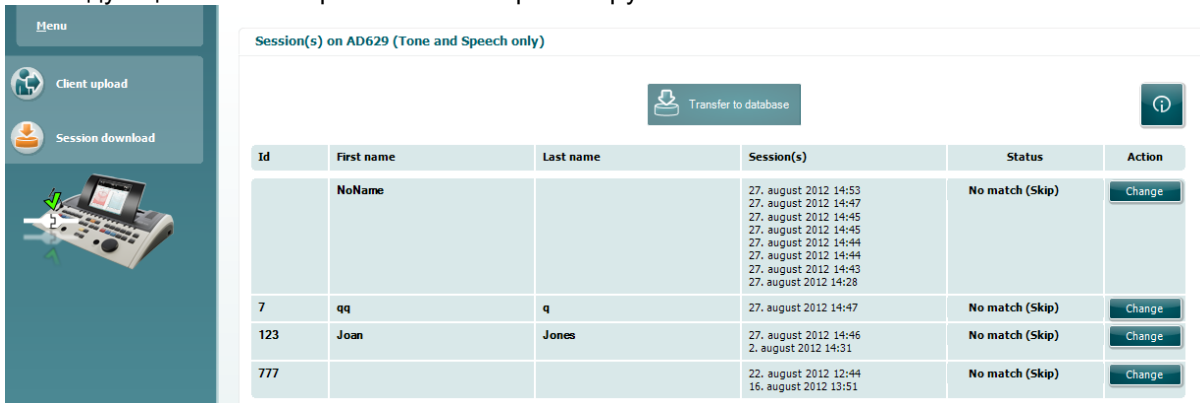 Menu
Client upload
Session download
Session(s) on AD629 (Tone and Speech only)
Transfer to database
Id First name Last name Session(s) Status Action
NoName 27. august 2012 14:53 No match (Skip) Change
27. august 2012 14:47
27. august 2012 14:45
27. august 2012 14:45
27. august 2012 14:44
27. august 2012 14:44
27. august 2012 14:43
27. august 2012 14:28
7 qq q 27. august 2012 14:47 No match (Skip) Change
123 Joan Jones 27. august 2012 14:46 No match (Skip) Change
2. august 2012 14:31
777 22. august 2012 12:44 No match (Skip) Change
16. august 2012 13:51